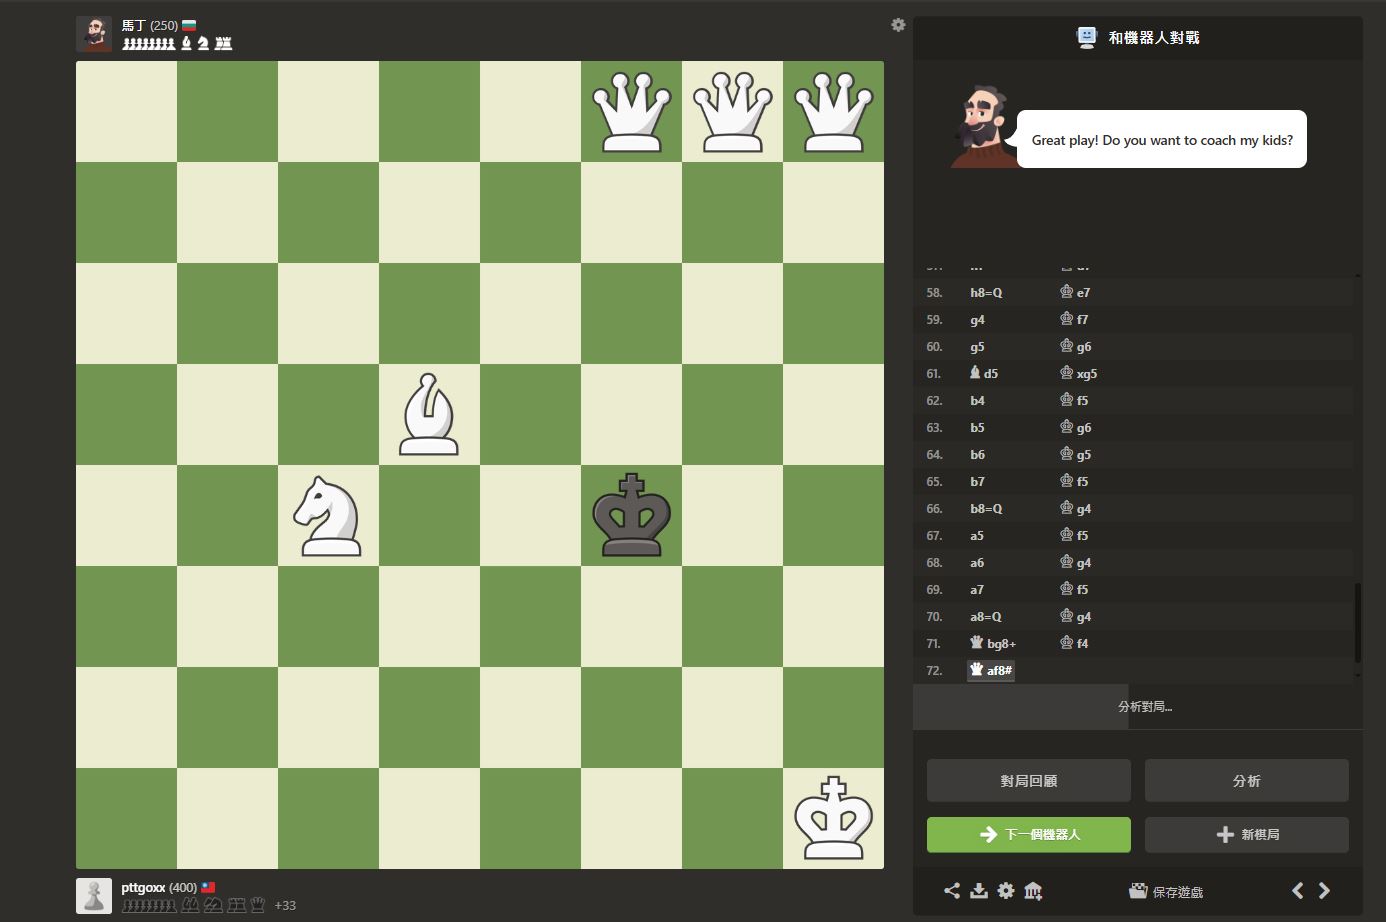 馬丁 (250)
和機器人對戰
Great play! Do you want to coach my kids?
58. h8=Q e7
59. g4 f7
60. g5 g6
61. d5 xg5
62. b4 f5
63. b5 g6
64. b6 g5
65. b7 f5
66. b8=Q g4
67. a5 f5
68. a6 g4
69. a7 f5
70. a8=Q g4
71. bg8+ f4
72. af8#
分析對局...
對局回顧
分析
下一個機器人
新棋局
保存遊戲
pttgoxx (400)
+33